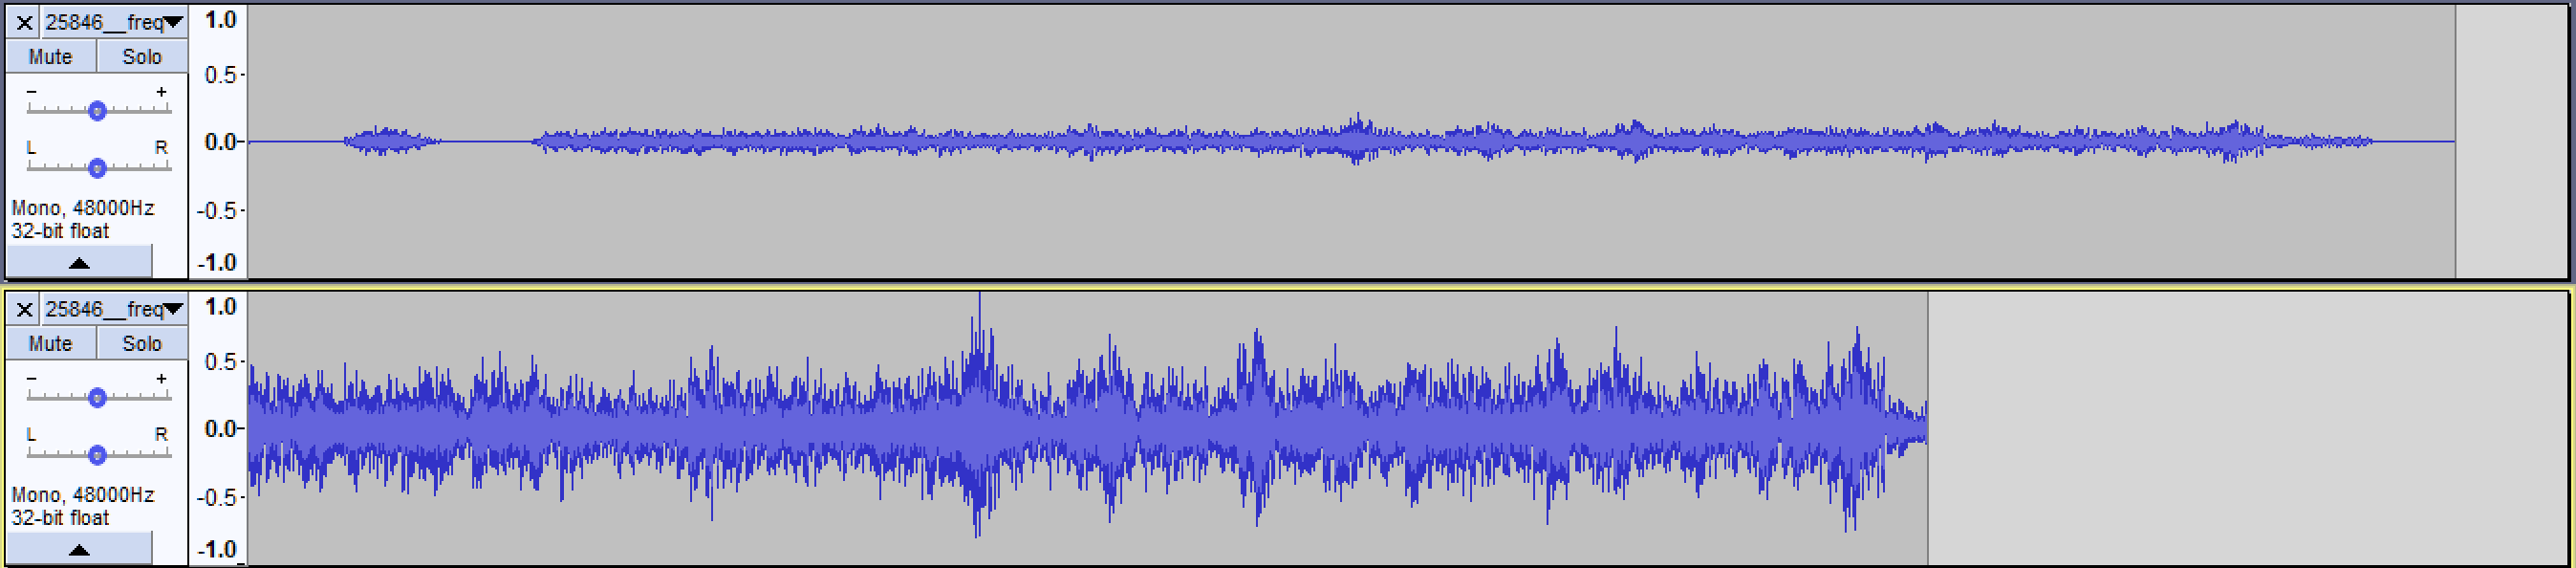 × 25846__freq▼ 1.0
Mute Solo
0.5
- +
0.0
L R
Mono, 48000Hz -0.5
32-bit float
-1.0
× 25846__freq▼ 1.0
Mute Solo
0.5
- +
0.0
L R
Mono, 48000Hz -0.5
32-bit float
-1.0